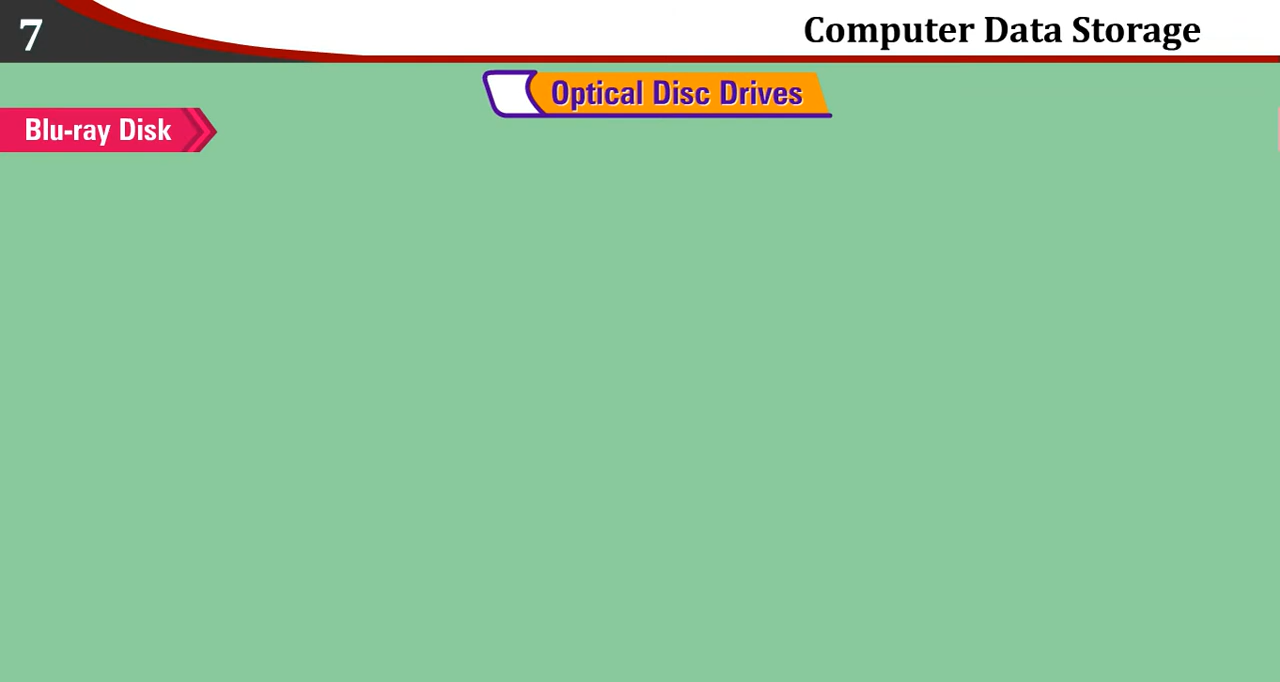 7
Computer Data Storage
Optical Disc Drives
Blu-ray Disk